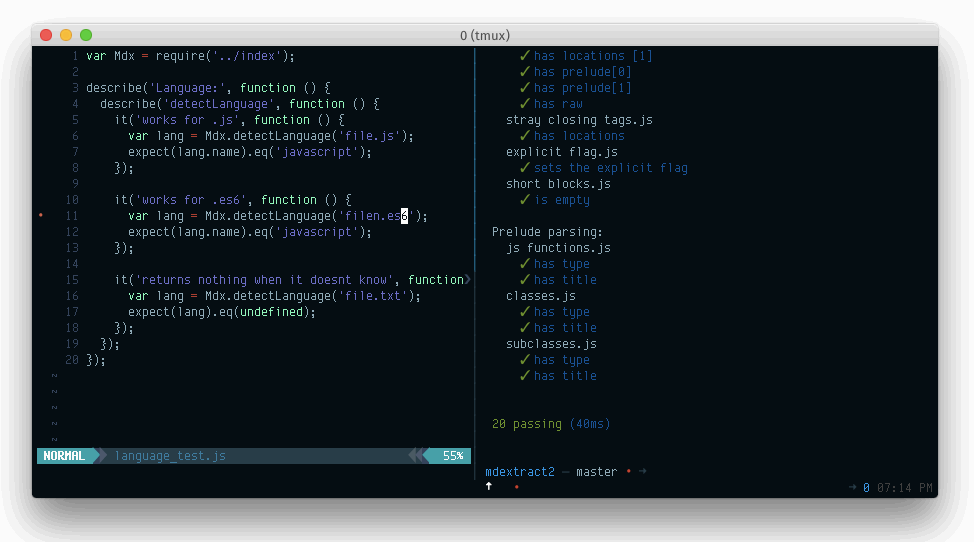 0 (tmux)
1 var Mdx = require('../index');
2
3 describe('Language:', function () {
4   describe('detectLanguage', function () {
5     it('works for .js', function () {
6       var lang = Mdx.detectLanguage('file.js');
7       expect(lang.name).eq('javascript');
8     });
9
10     it('works for .es6', function () {
11       var lang = Mdx.detectLanguage('filen.es6');
12       expect(lang.name).eq('javascript');
13     });
14
15     it('returns nothing when it doesnt know', function
16       var lang = Mdx.detectLanguage('file.txt');
17       expect(lang).eq(undefined);
18     });
19   });
20 });
~
~
~
~
~
NORMAL language_test.js 55%
✓ has locations [1]
✓ has prelude[0]
✓ has prelude[1]
✓ has raw
stray closing tags.js
✓ has locations
explicit flag.js
✓ sets the explicit flag
short blocks.js
✓ is empty
Prelude parsing:
js functions.js
✓ has type
✓ has title
classes.js
✓ has type
✓ has title
subclasses.js
✓ has type
✓ has title
20 passing (40ms)
mdextract2 — master • →
→ 0 07:14 PM